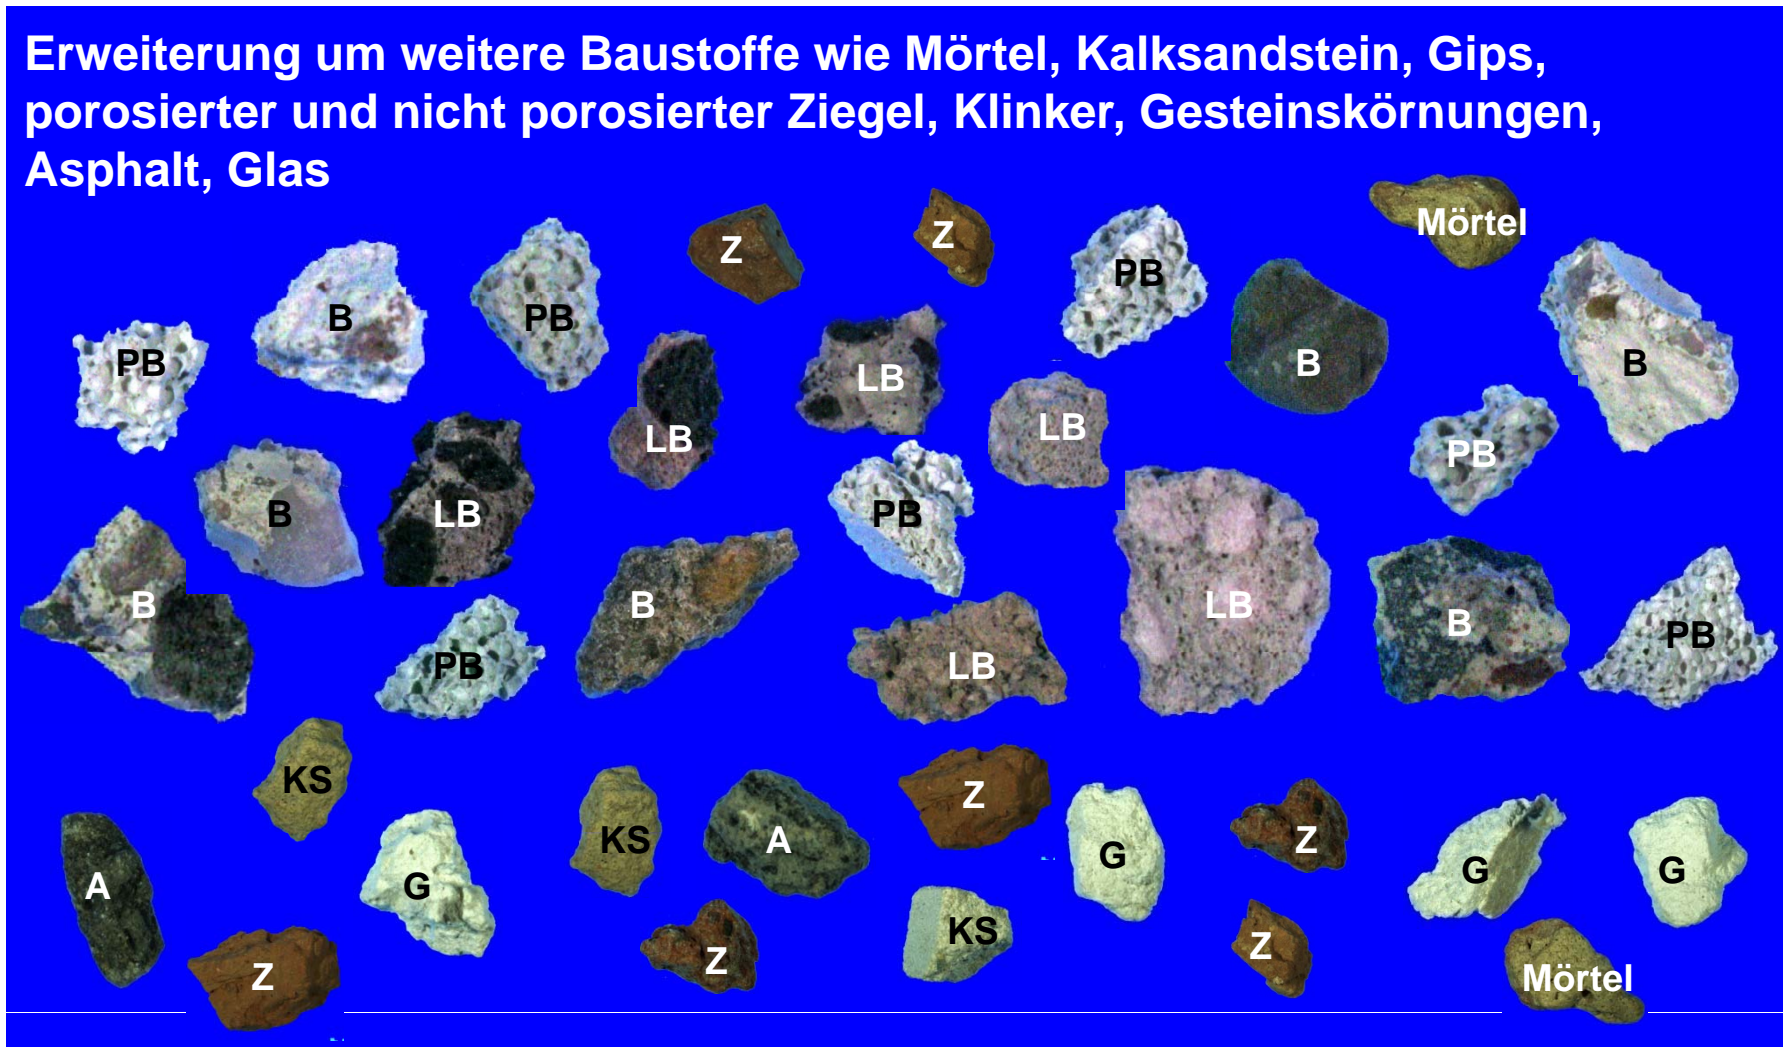 Erweiterung um weitere Baustoffe wie Mörtel, Kalksandstein, Gips,
porosierter und nicht porosierter Ziegel, Klinker, Gesteinskörnungen,
Asphalt, Glas
Mörtel
Z
Z
PB
B
PB
PB
LB
B
B
LB
LB
PB
B
LB
PB
B
B
LB
B
PB
PB
LB
KS
Z
KS
A
Z
G
G
G
A
G
KS
Z
Z
Z
Mörtel